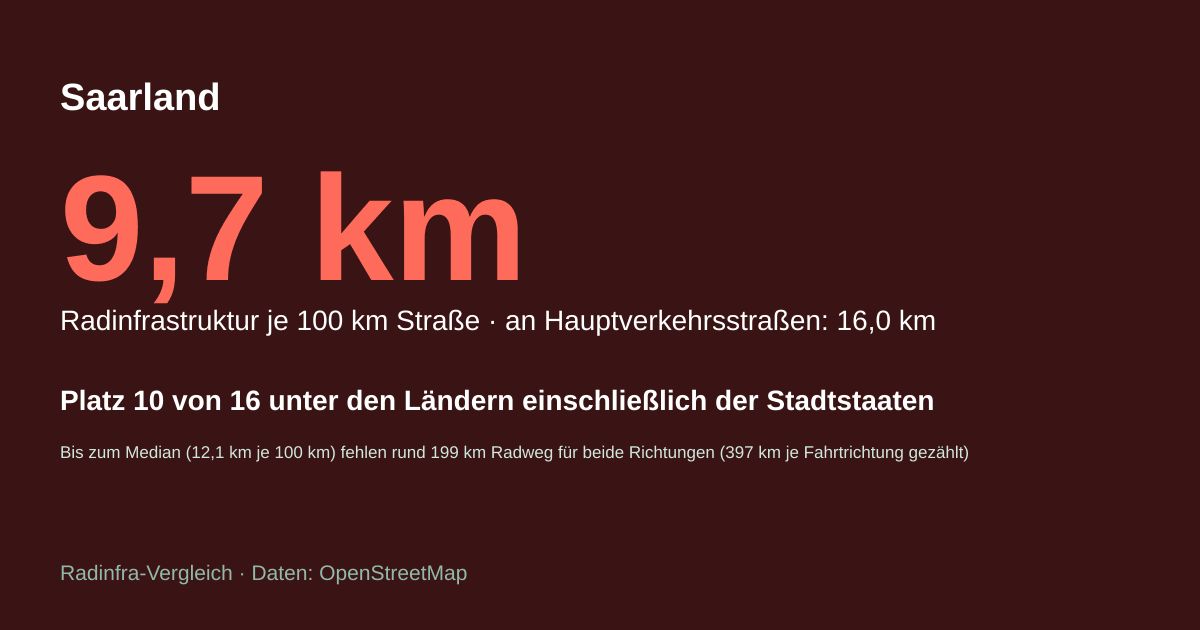 Saarland
9,7 km
Radinfrastruktur je 100 km Straße · an Hauptverkehrsstraßen: 16,0 km
Platz 10 von 16 unter den Ländern einschließlich der Stadtstaaten
Bis zum Median (12,1 km je 100 km) fehlen rund 199 km Radweg für beide Richtungen (397 km je Fahrtrichtung gezählt)
Radinfra-Vergleich · Daten: OpenStreetMap